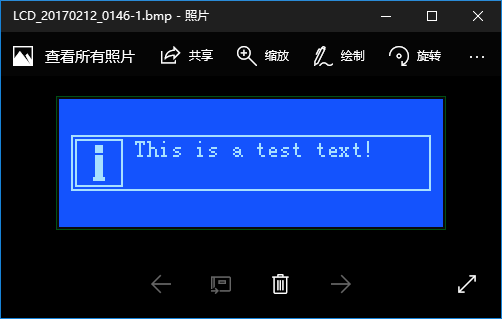 LCD_20170212_0146-1.bmp - 照片
查看所有照片 共享 缩放 绘制 旋转 ...
i This is a test text!